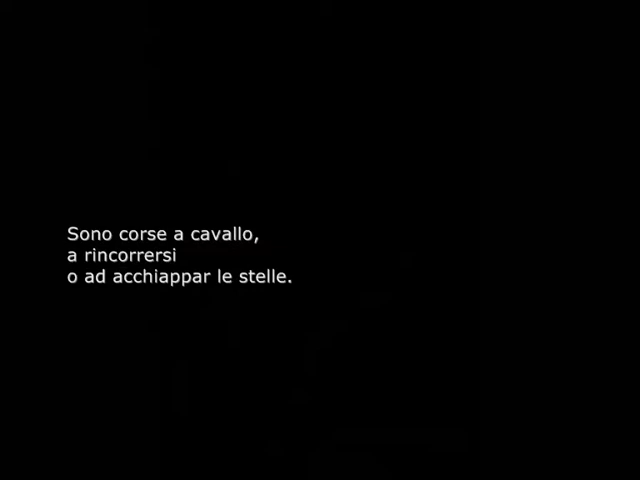 Sono corse a cavallo,
a rincorrersi
o ad acchiappar le stelle.